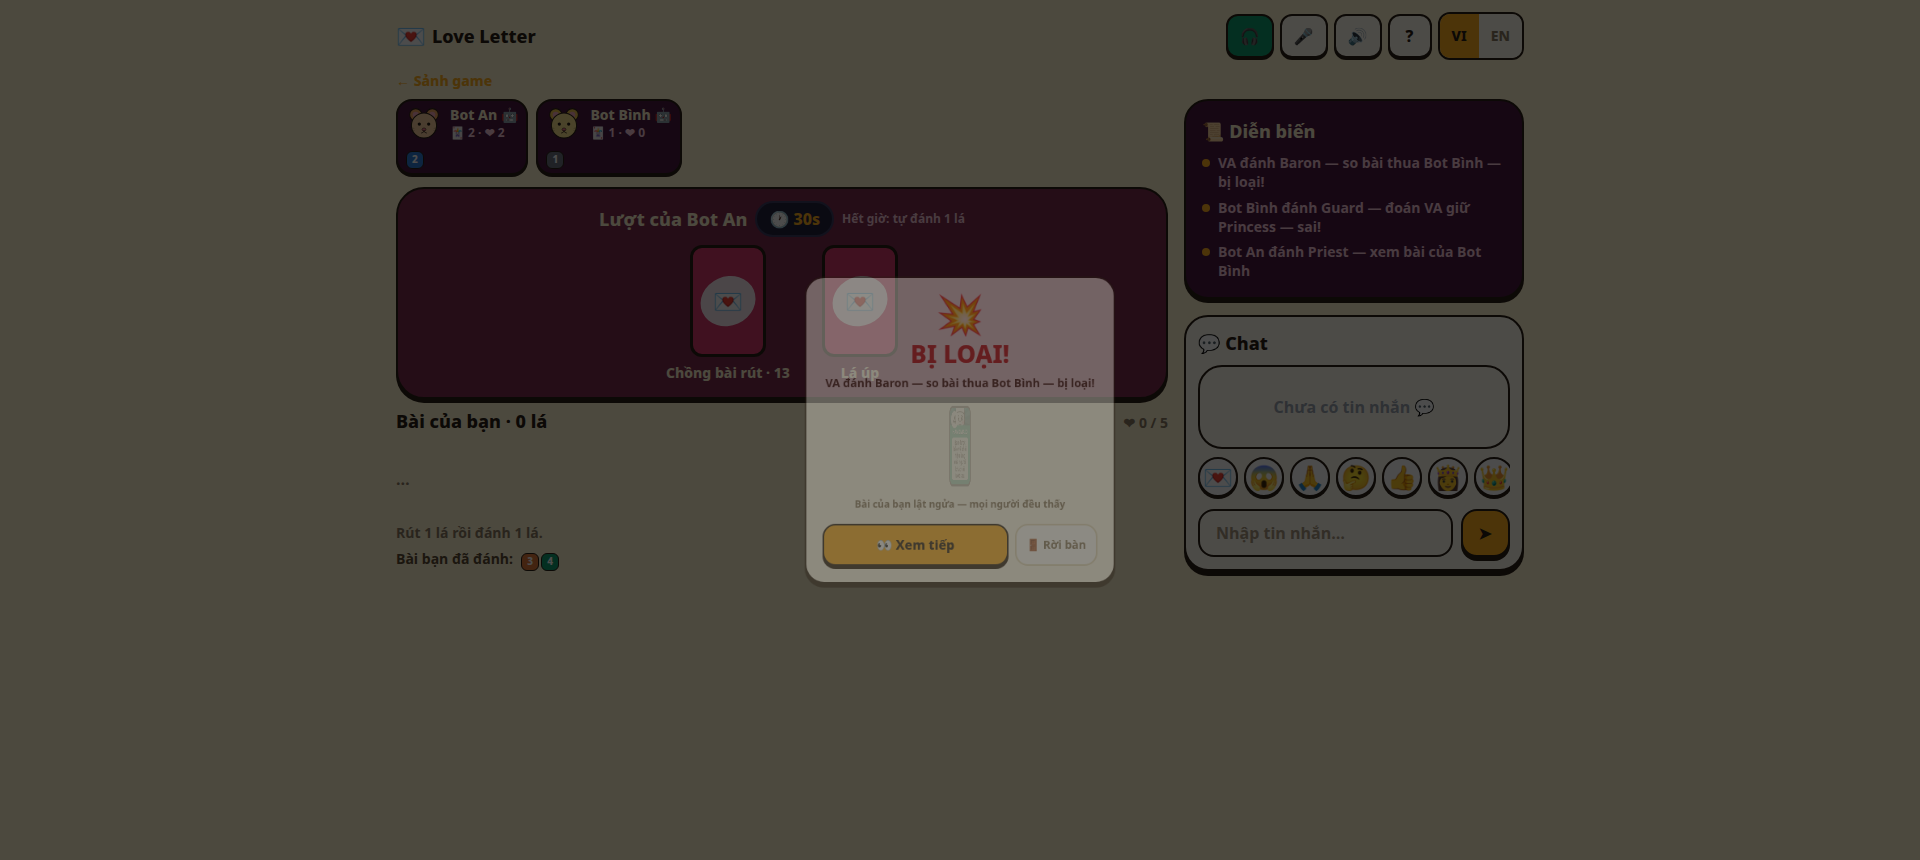 Love Letter
?
VI
EN
← Sảnh game
Bot An
2 · ❤ 2
2
Bot Bình
1 · ❤ 0
1
Lượt của Bot An
30s
Hết giờ: tự đánh 1 lá
Chồng bài rút · 13
Lá úp
BỊ LOẠI!
VA đánh Baron — so bài thua Bot Bình — bị loại!
Bài của bạn lật ngửa — mọi người đều thấy
Xem tiếp
Rời bàn
Bài của bạn · 0 lá
❤ 0 / 5
...
Rút 1 lá rồi đánh 1 lá.
Bài bạn đã đánh:
3
4
Diễn biến
VA đánh Baron — so bài thua Bot Bình —
bị loại!
Bot Bình đánh Guard — đoán VA giữ
Princess — sai!
Bot An đánh Priest — xem bài của Bot
Bình
Chat
Chưa có tin nhắn
Nhập tin nhắn...